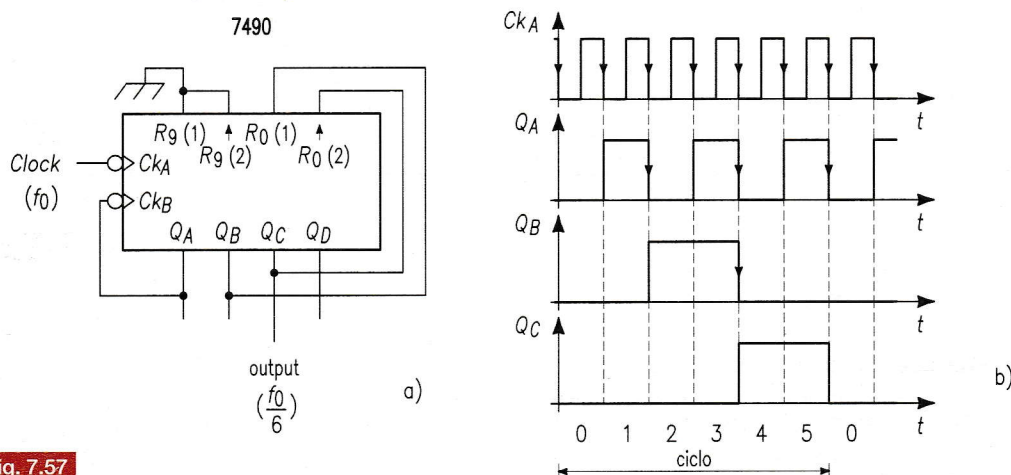 7490
R9 (1) R9 (2) R0 (1) R0 (2)
Clock
(f0)
CkA
CkB
QA QB QC QD
output
(f0/6)
a)
CkA
t
QA
t
QB
t
QC
t
0 1 2 3 4 5 0
ciclo
b)
ig. 7.57